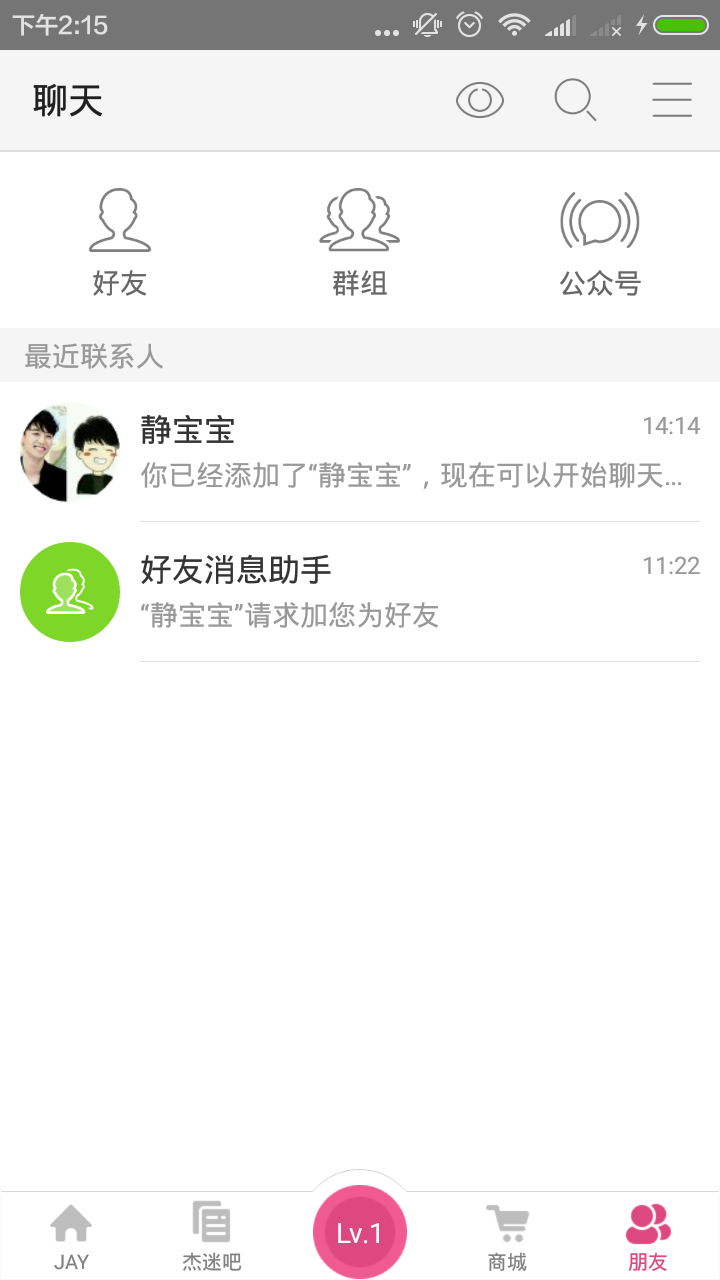 下午2:15
聊天
好友
群组
公众号
最近联系人
静宝宝 14:14
你已经添加了“静宝宝”，现在可以开始聊天...
好友消息助手 11:22
“静宝宝”请求加您为好友
JAY
杰迷吧
Lv.1
商城
朋友